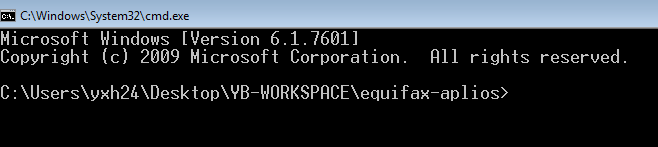 C:\Windows\System32\cmd.exe
Microsoft Windows [Version 6.1.7601]
Copyright (c) 2009 Microsoft Corporation.  All rights reserved.
C:\Users\yxh24\Desktop\YB-WORKSPACE\equifax-aplios>